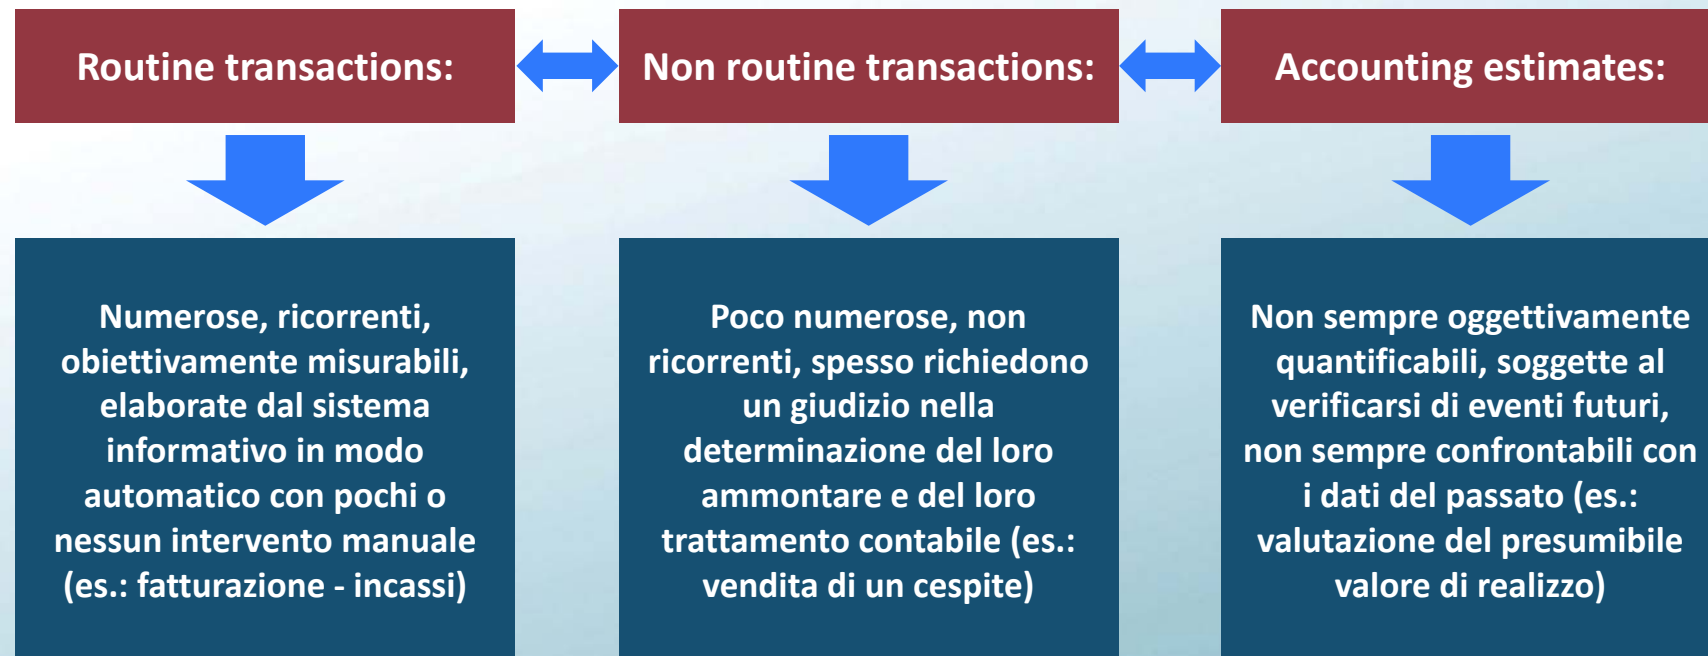 Routine transactions:
Non routine transactions:
Accounting estimates:
Numerose, ricorrenti,
obiettivamente misurabili,
elaborate dal sistema
informativo in modo
automatico con pochi o
nessun intervento manuale
(es.: fatturazione - incassi)
Poco numerose, non
ricorrenti, spesso richiedono
un giudizio nella
determinazione del loro
ammontare e del loro
trattamento contabile (es.:
vendita di un cespite)
Non sempre oggettivamente
quantificabili, soggette al
verificarsi di eventi futuri,
non sempre confrontabili con
i dati del passato (es.:
valutazione del presumibile
valore di realizzo)